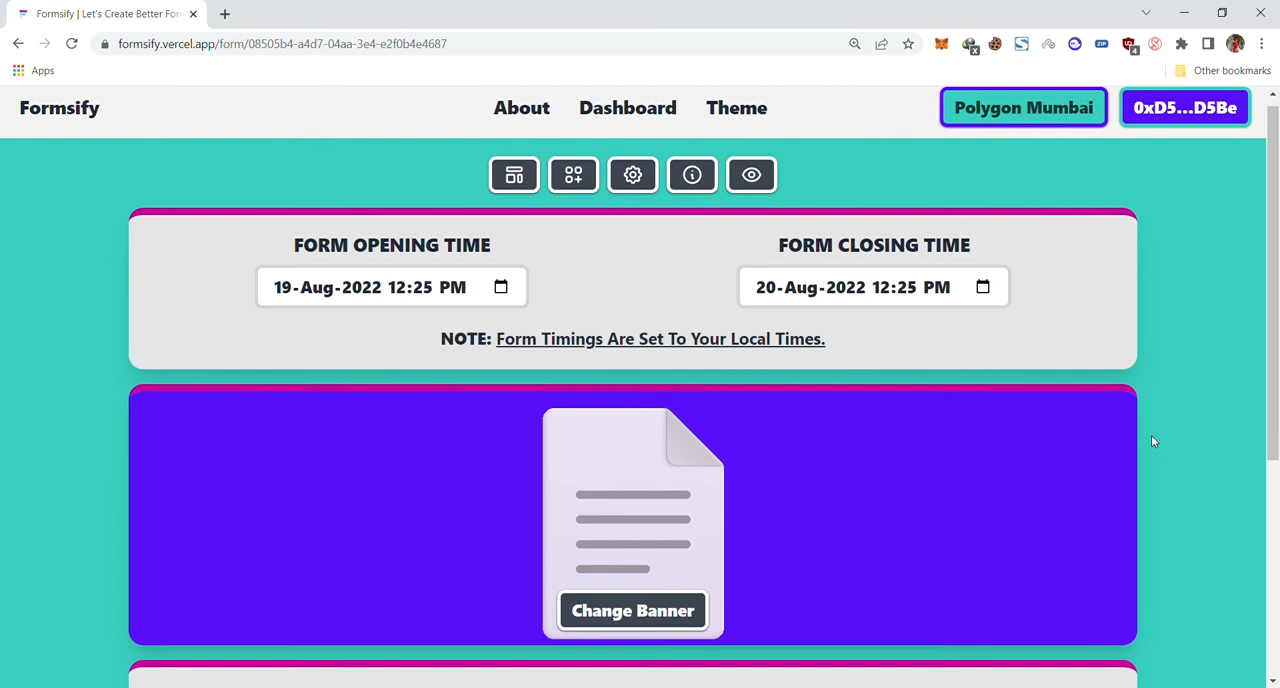 Formsify | Let's Create Better For
formsify.vercel.app/form/08505b4-a4d7-04aa-3e4-e2f0b4e4687
X
ZIP
4
Apps
Other bookmarks
Formsify
About
Dashboard
Theme
Polygon Mumbai
0xD5...D5Be
FORM OPENING TIME
FORM CLOSING TIME
19-Aug-2022 12:25 PM
20-Aug-2022 12:25 PM
NOTE: Form Timings Are Set To Your Local Times.
Change Banner